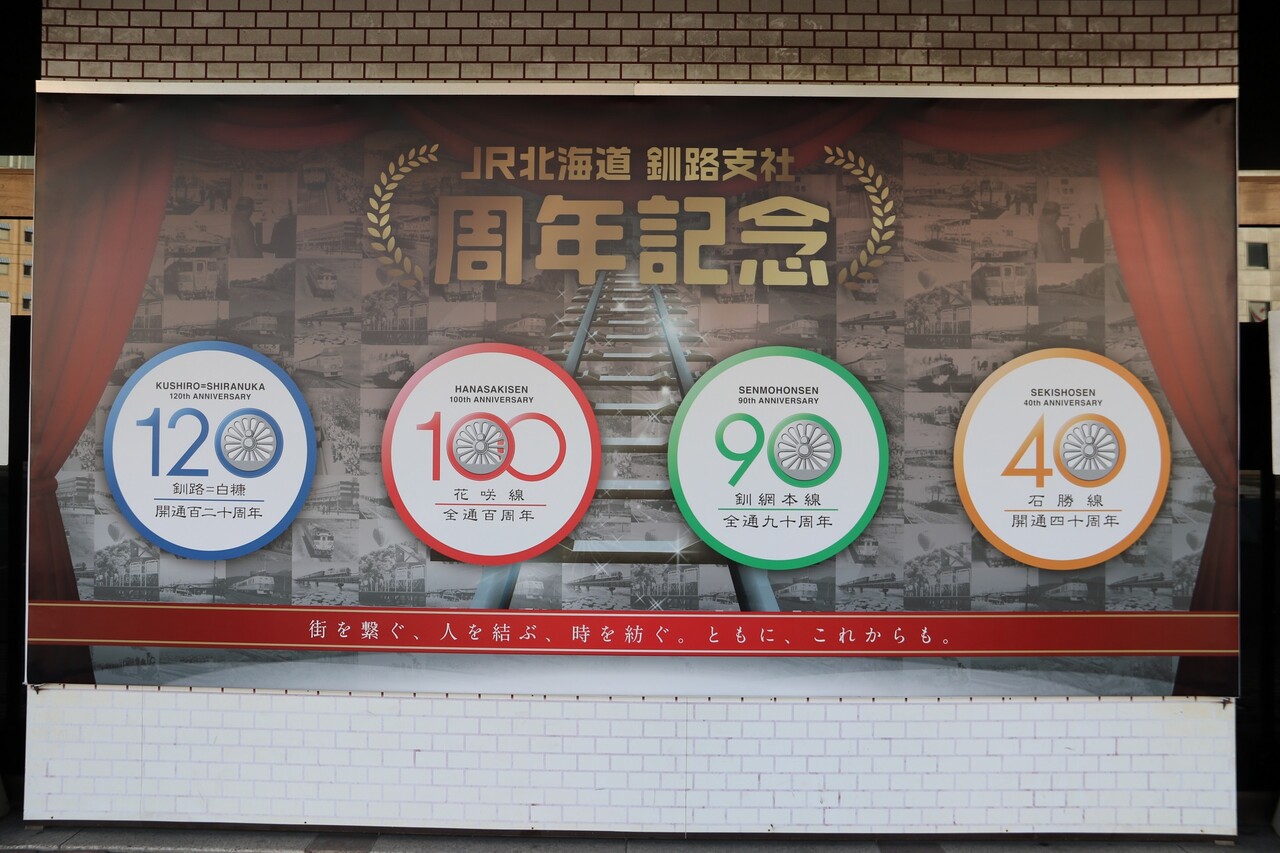 JR北海道 釧路支社
周年記念
KUSHIRO=SHIRANUKA
120th ANNIVERSARY
120
釧路=白糠
開通百二十周年
HANASAKISEN
100th ANNIVERSARY
100
花咲線
全通百周年
SENMOHONSEN
90th ANNIVERSARY
90
釧網本線
全通九十周年
SEKISHOSEN
40th ANNIVERSARY
40
石勝線
開通四十周年
街を繋ぐ、人を結ぶ、時を紡ぐ。ともに、これからも。